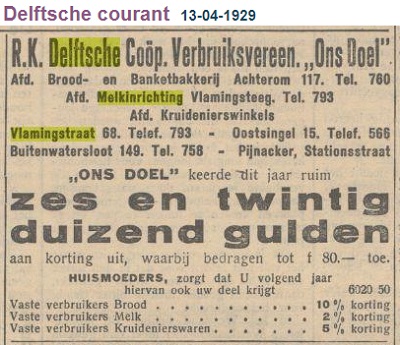 Delftsche courant 13-04-1929
R.K. Delftsche Coöp. Verbruiksvereen. „Ons Doel"
Afd. Brood- en Banketbakkerij Achterom 117. Tel. 760
Afd. Melkinrichting Vlamingsteeg. Tel. 793
Afd. Kruidenierswinkels
Vlamingstraat 68. Telef. 793 - Oostsingel 15. Telef. 566
Buitenwatersloot 149. Tel. 758 - Pijnacker, Stationsstraat
„ONS DOEL" keerde dit jaar ruim
zes en twintig
duizend gulden
aan korting uit, waarbij bedragen tot f 80.— toe.
HUISMOEDERS, zorgt dat U volgend jaar
hiervan ook uw deel krijgt 6020 50
Vaste verbruikers Brood . . . . . . . . . . 10 % korting
Vaste verbruikers Melk . . . . . . . . . . 2 % korting
Vaste verbruikers Kruidenierswaren . . . . . . 5 % korting